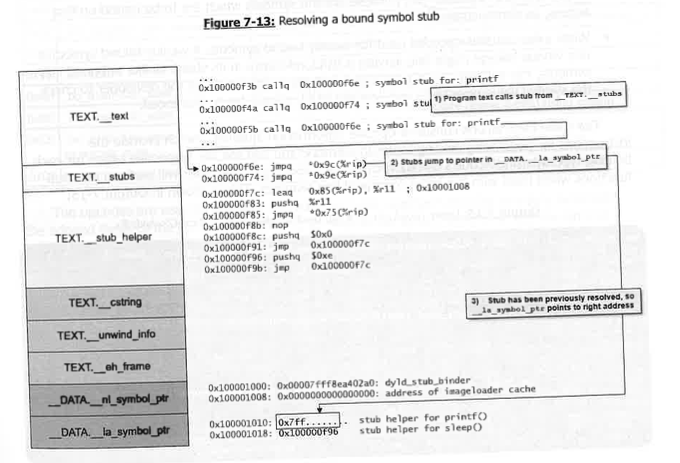 Figure 7-13: Resolving a bound symbol stub
TEXT.__text
TEXT.__stubs
TEXT.__stub_helper
TEXT.__cstring
TEXT.__unwind_info
TEXT.__eh_frame
__DATA.__nl_symbol_ptr
__DATA.__la_symbol_ptr
...
0x100000f3b callq 0x100000f6e ; symbol stub for: printf
...
0x100000f4a callq 0x100000f74 ; symbol stu
1) Program text calls stub from __TEXT.__stubs
...
0x100000f5b callq 0x100000f6e ; symbol stub for: printf
...
0x100000f6e: jmpq *0x9c(%rip)
0x100000f74: jmpq *0x9e(%rip)
2) Stubs jump to pointer in __DATA.__la_symbol_ptr
0x100000f7c: leaq 0x85(%rip), %r11 ; 0x10001008
0x100000f83: pushq %r11
0x100000f85: jmpq *0x75(%rip)
0x100000f8b: nop
0x100000f8c: pushq $0x0
0x100000f91: jmp 0x100000f7c
0x100000f96: pushq $0xe
0x100000f9b: jmp 0x100000f7c
3) Stub has been previously resolved, so
__la_symbol_ptr points to right address
0x100001000: 0x00007fff8ea402a0: dyld_stub_binder
0x100001008: 0x0000000000000000: address of imageloader cache
0x100001010: 0x7ff....... stub helper for printf()
0x100001018: 0x100000f96 stub helper for sleep()